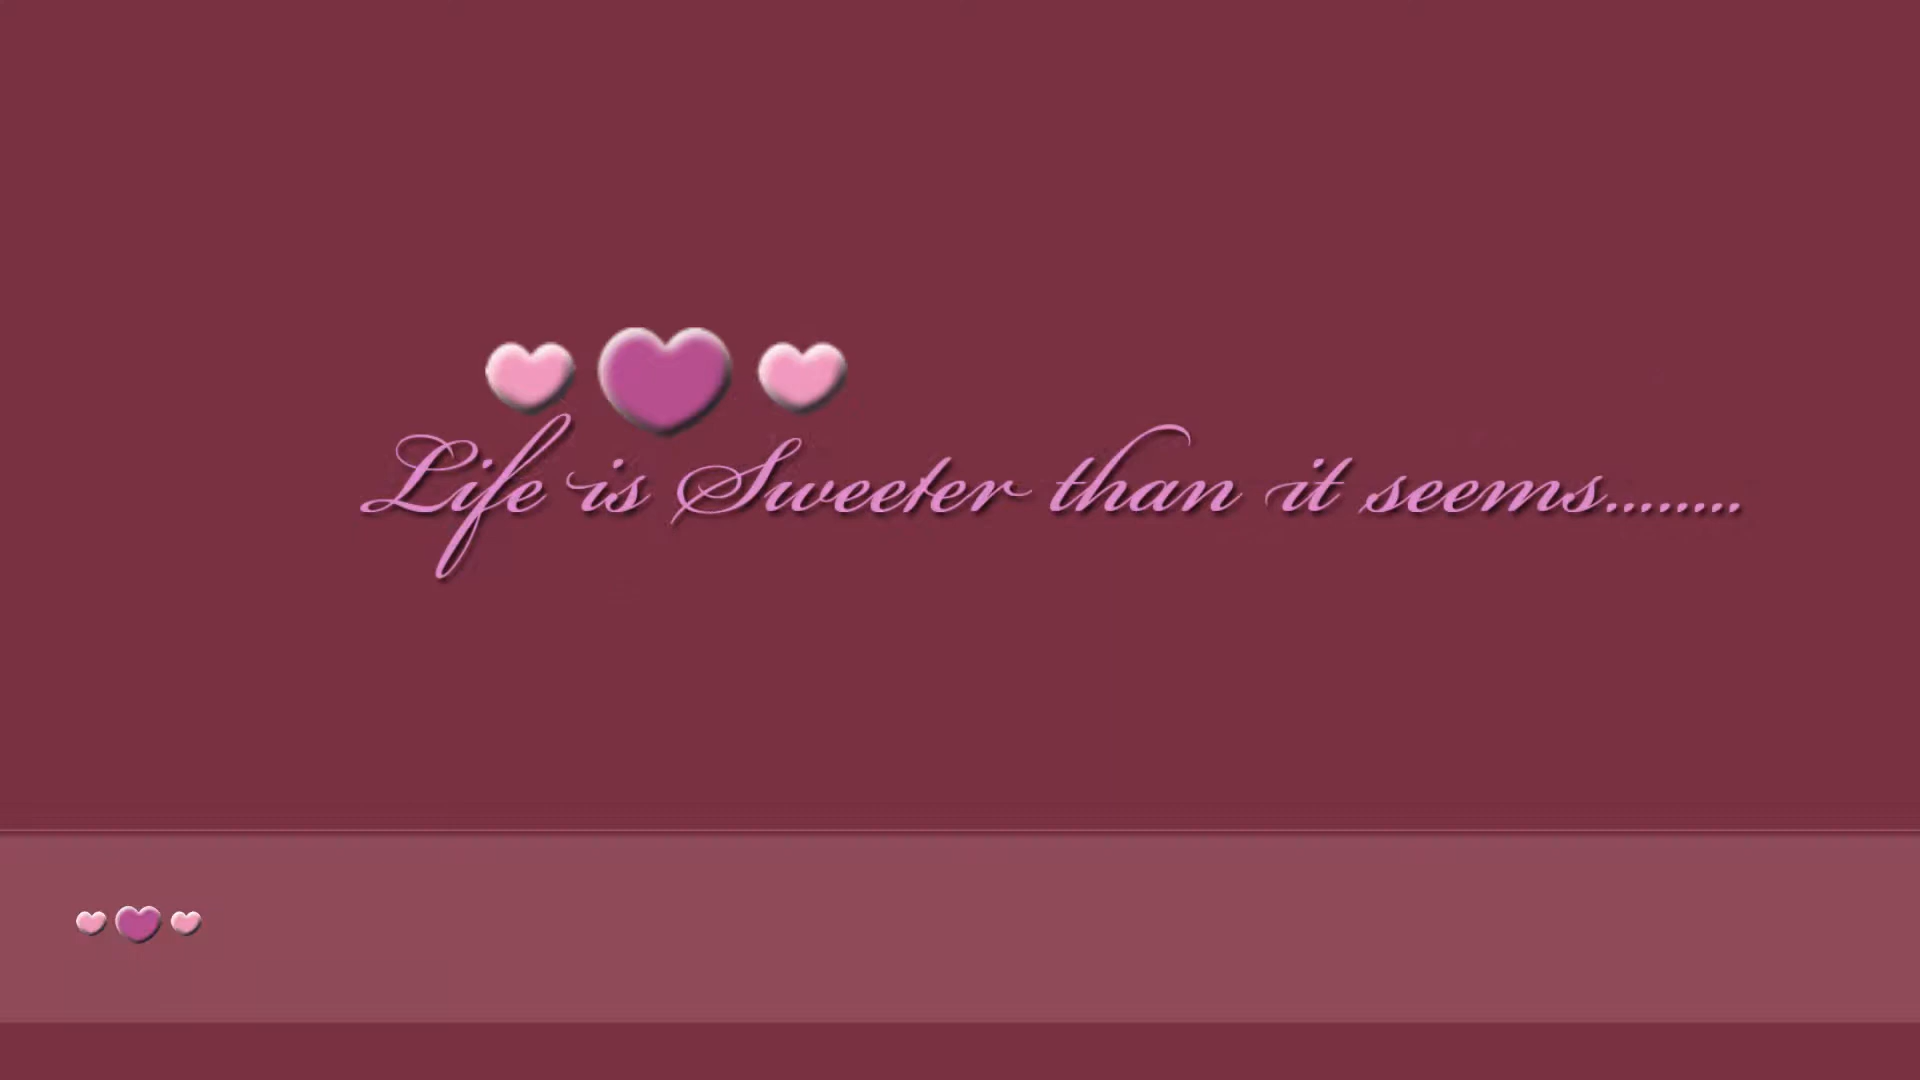 Life is Sweeter than it seems........